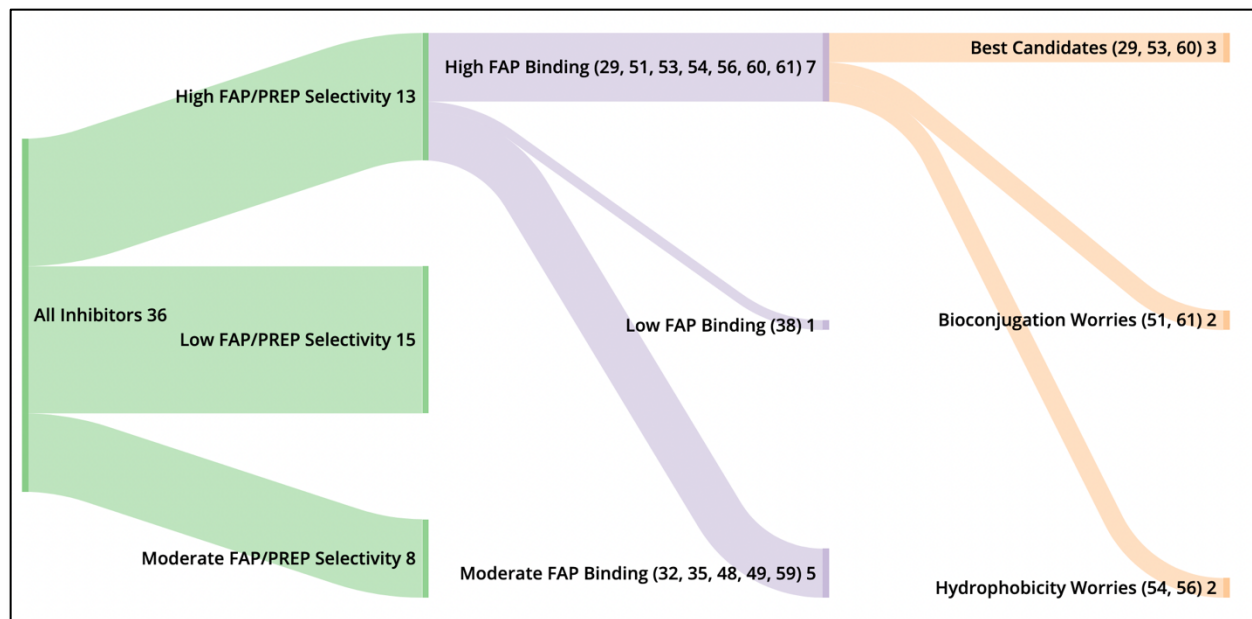 High FAP/PREP Selectivity 13
High FAP Binding (29, 51, 53, 54, 56, 60, 61) 7
Best Candidates (29, 53, 60) 3
All Inhibitors 36
Low FAP/PREP Selectivity 15
Low FAP Binding (38) 1
Bioconjugation Worries (51, 61) 2
Moderate FAP/PREP Selectivity 8
Moderate FAP Binding (32, 35, 48, 49, 59) 5
Hydrophobicity Worries (54, 56) 2